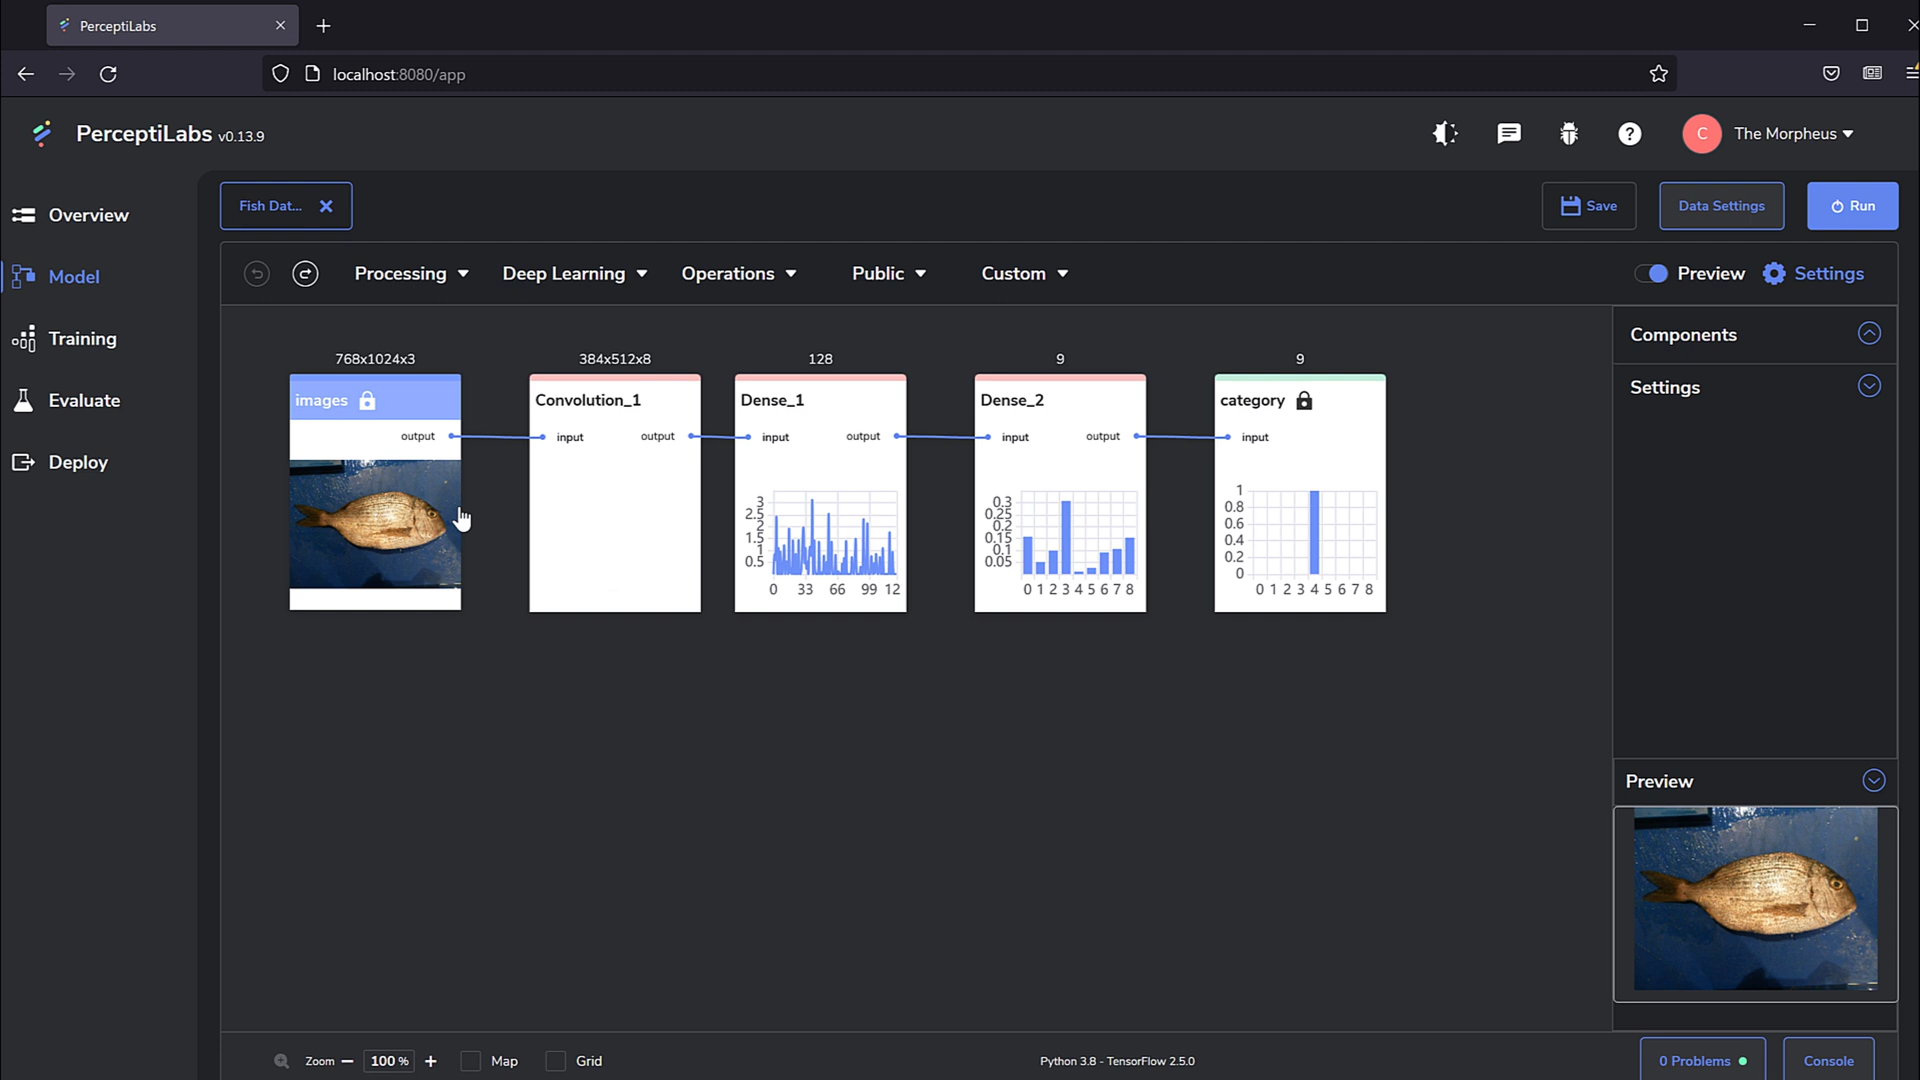 PerceptiLabs
localhost:8080/app
PerceptiLabs v0.13.9
C
The Morpheus
Overview
Model
Training
Evaluate
Deploy
Fish Dat...
Save
Data Settings
Run
Processing
Deep Learning
Operations
Public
Custom
Preview
Settings
Components
Settings
768x1024x3
images
output
384x512x8
Convolution_1
input
output
128
Dense_1
input
output
3
2.5
2
1.5
1
0.5
0 33 66 99 12
9
Dense_2
input
output
0.3
0.25
0.2
0.15
0.1
0.05
0 1 2 3 4 5 6 7 8
9
category
input
1
0.8
0.6
0.4
0.2
0
0 1 2 3 4 5 6 7 8
Preview
Zoom
100 %
Map
Grid
Python 3.8 - TensorFlow 2.5.0
0 Problems
Console